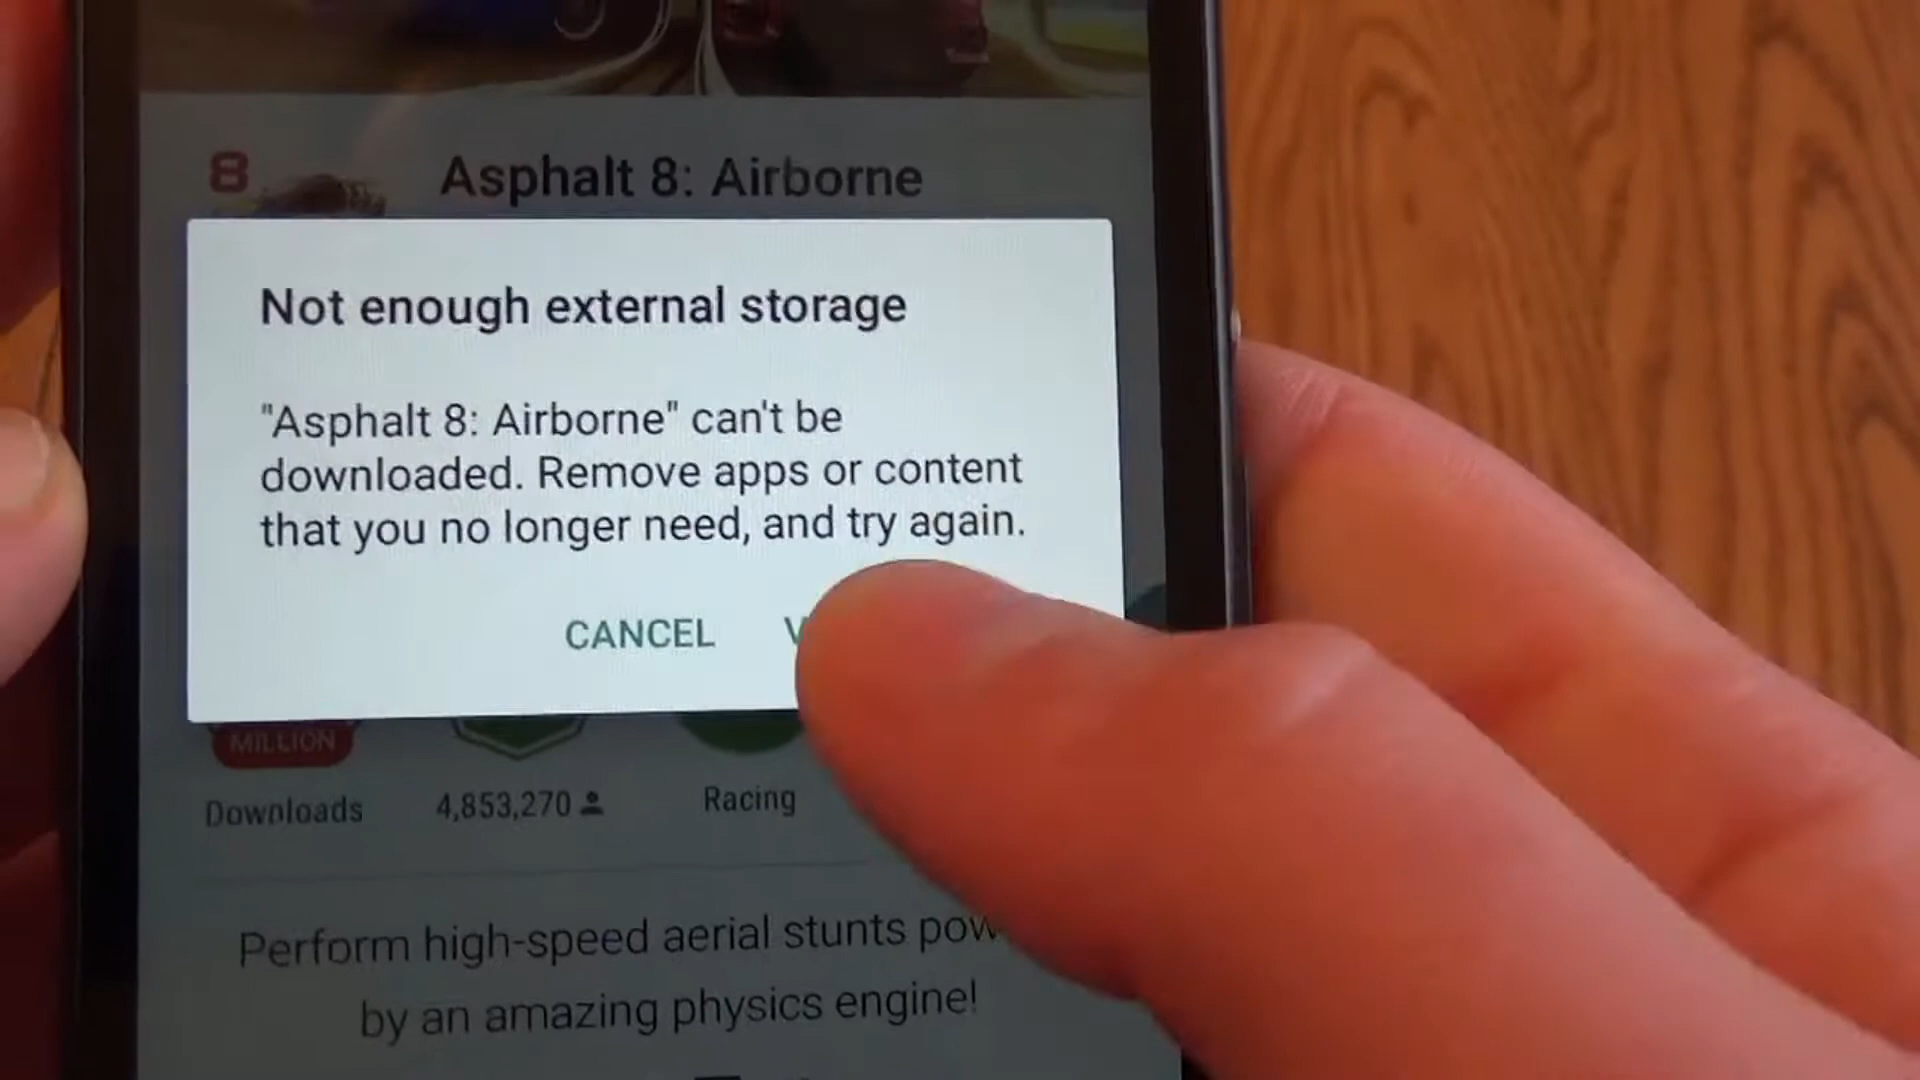 8
Asphalt 8: Airborne
Not enough external storage
"Asphalt 8: Airborne" can't be
downloaded. Remove apps or content
that you no longer need, and try again.
CANCEL
MILLION
Downloads
4,853,270
Racing
Perform high-speed aerial stunts
by an amazing physics engine!